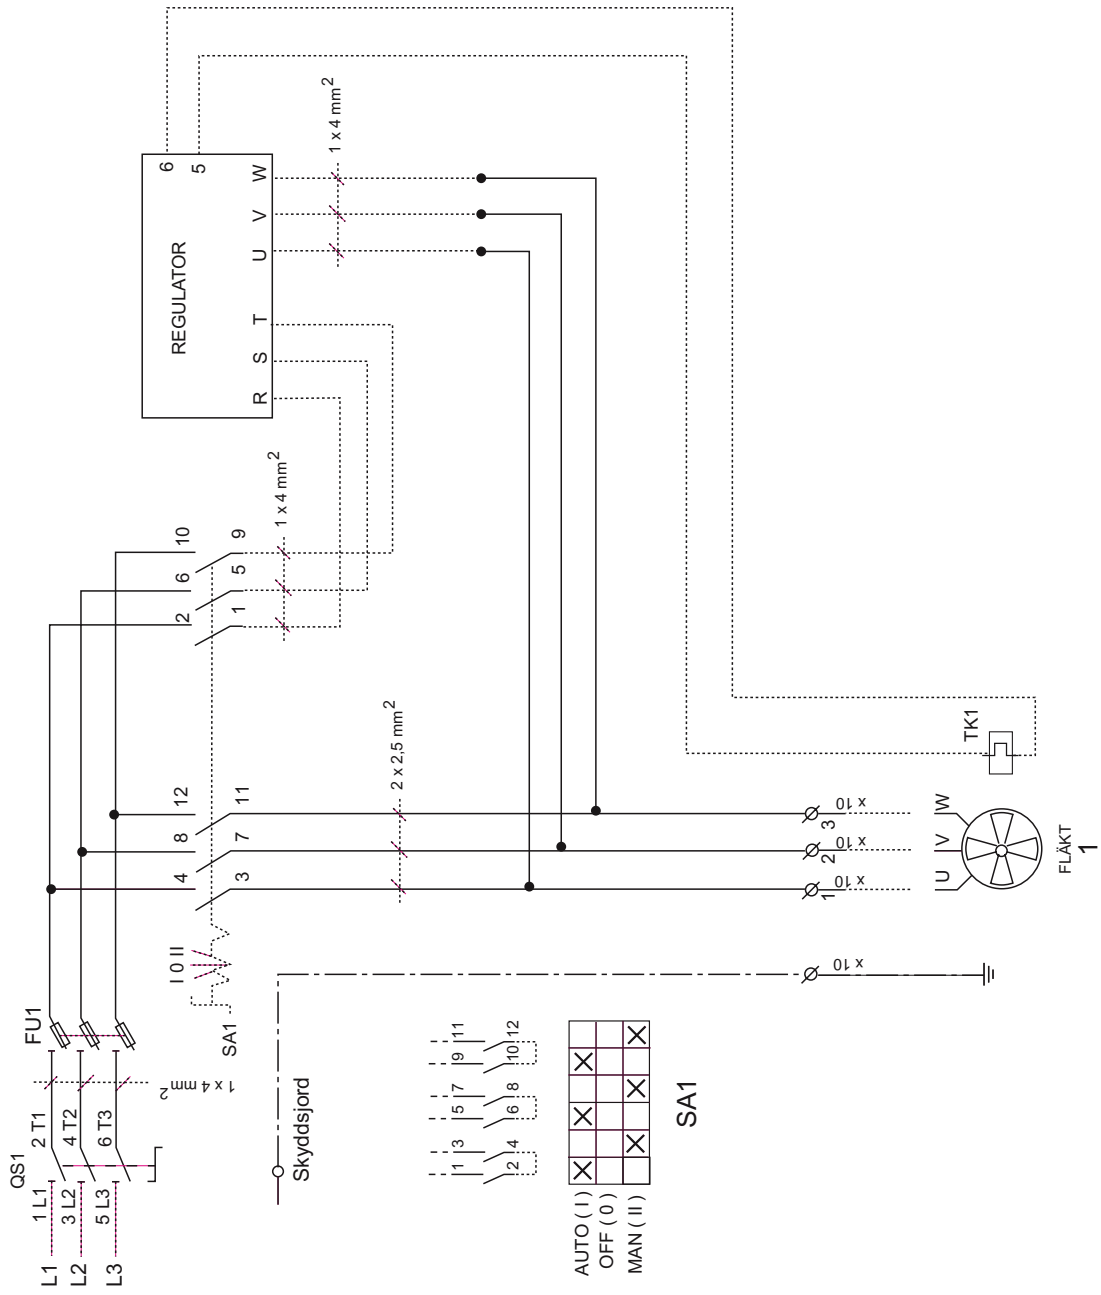 L1
L2
L3
1 L1
3 L2
5 L3
QS1
2 T1
4 T2
6 T3
1 x 4 mm²
FU1
SA1
I 0 II
4
8
12
3
7
11
2
6
10
1
5
9
1 x 4 mm²
2 x 2,5 mm²
REGULATOR
R
S
T
U
V
W
5
6
1 x 4 mm²
Skyddsjord
1
3
5
7
9
11
2
4
6
8
10
12
AUTO ( I )
OFF ( 0 )
MAN ( II )
SA1
1
2
3
x 10
x 10
x 10
x 10
U
V
W
TK1
FLÄKT
1